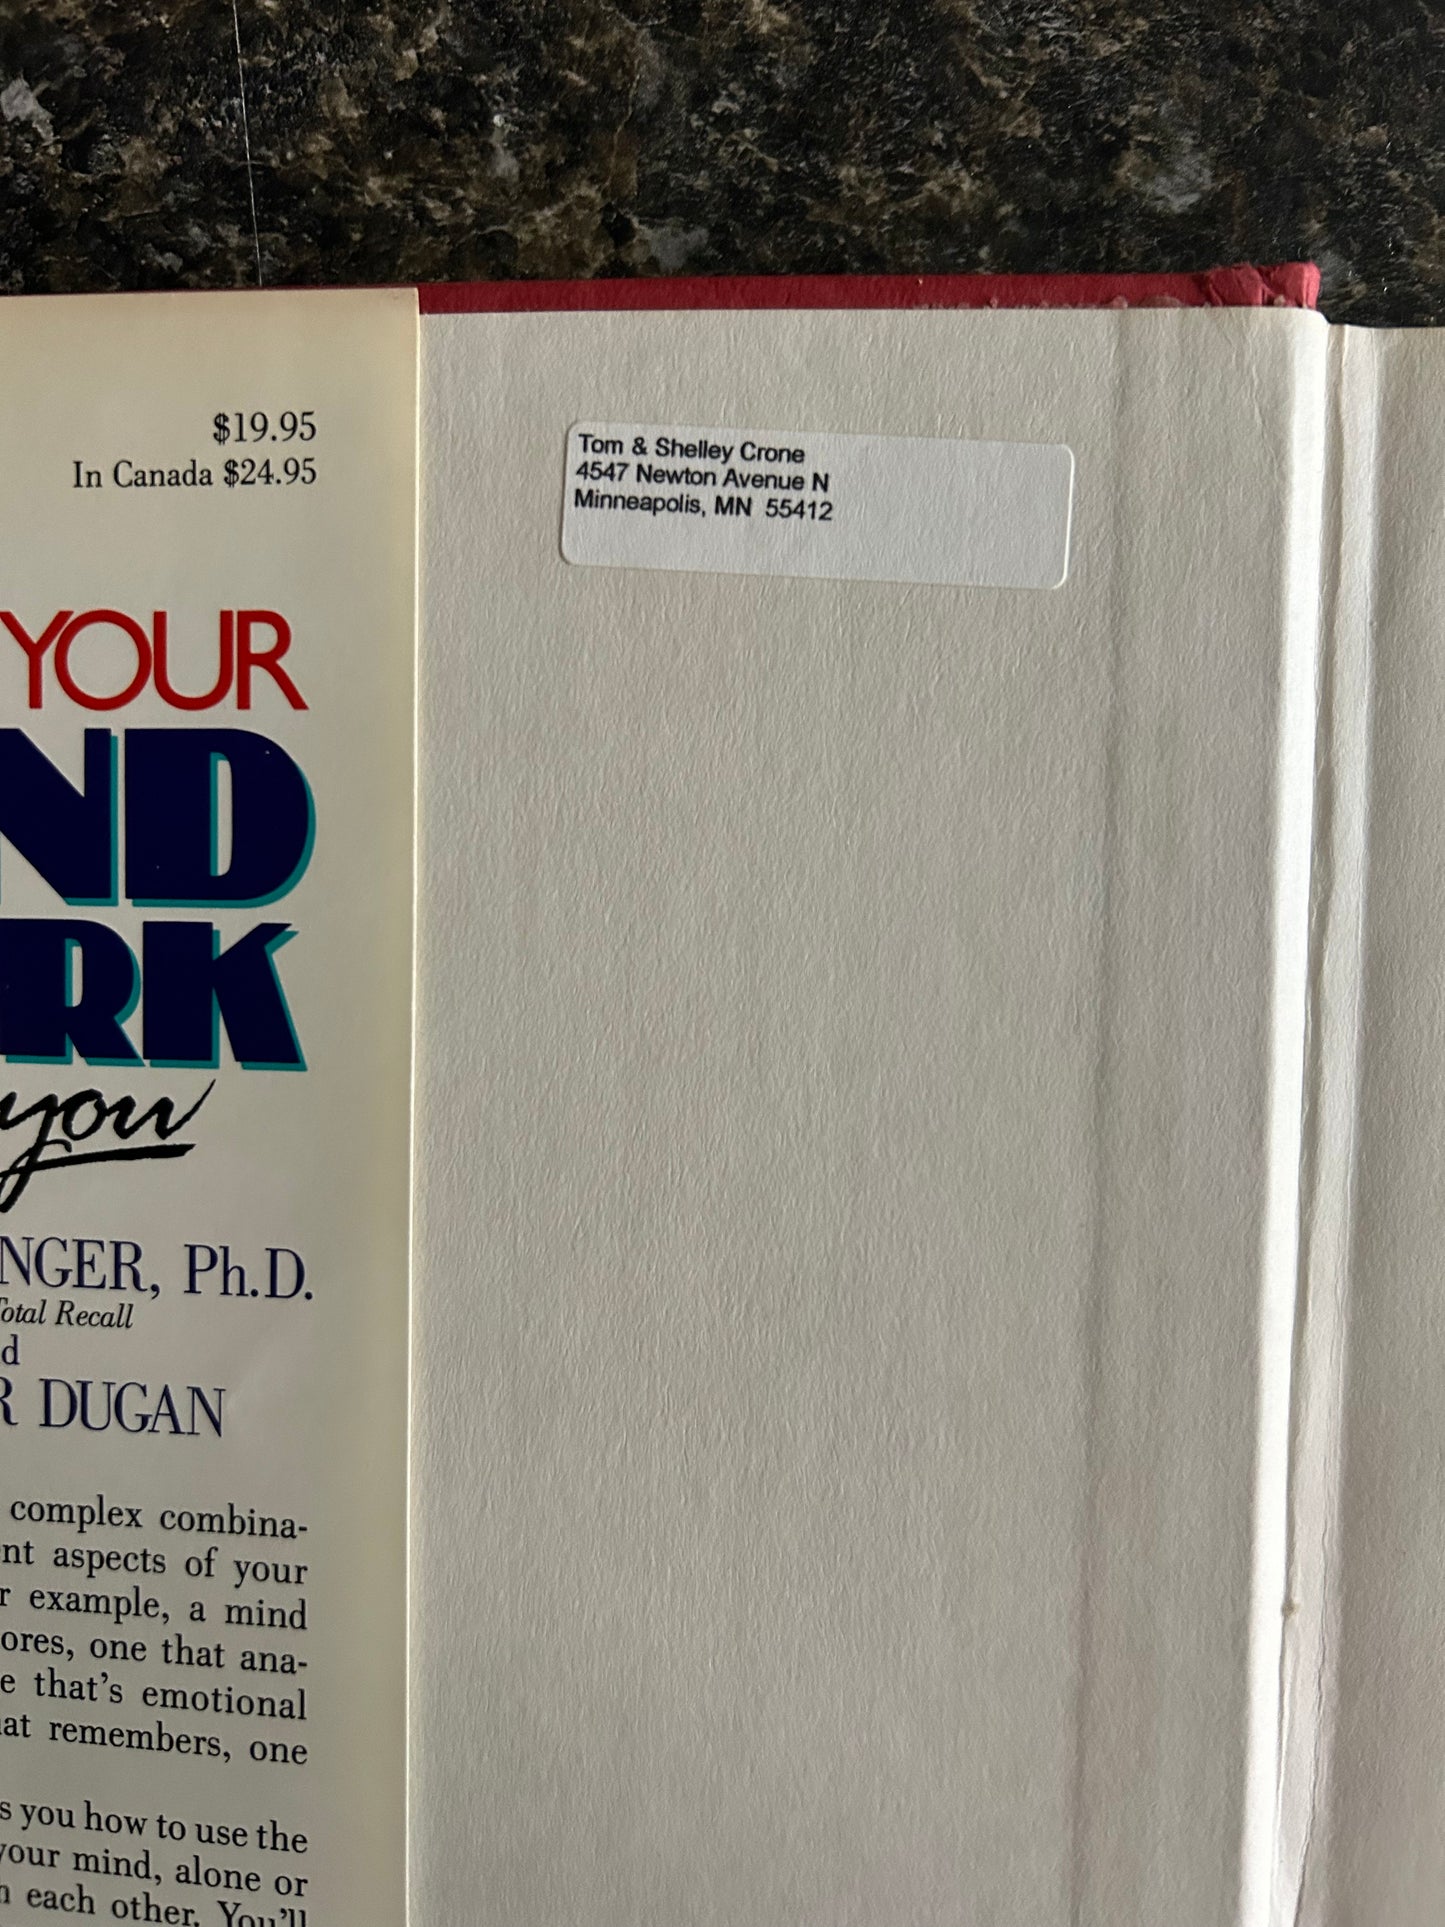 $19.95
In Canada $24.95
YOUR
ND
RK
you
NGER, Ph.D.
Total Recall
d
R DUGAN
complex combina-
nt aspects of your
r example, a mind
ores, one that ana-
e that's emotional
at remembers, one
s you how to use the
your mind, alone or
h each other. You'll
Tom & Shelley Crone
4547 Newton Avenue N
Minneapolis, MN 55412